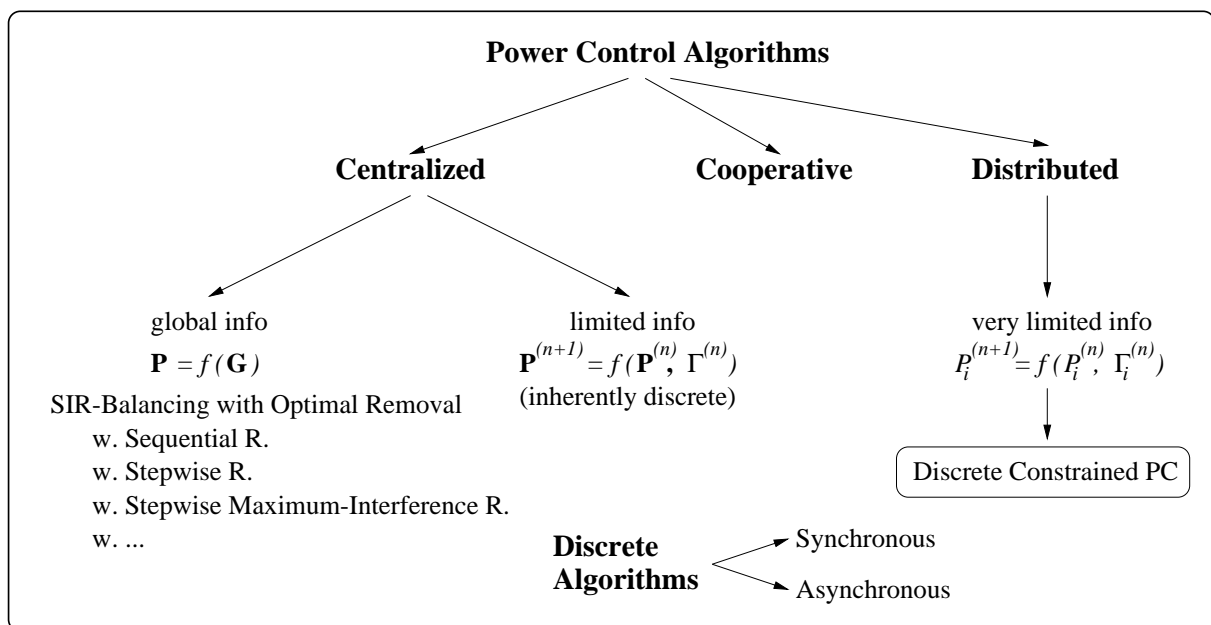 Power Control Algorithms
Centralized Cooperative Distributed
global info limited info very limited info
P = f(G) P^(n+1) = f(P^(n), Γ^(n)) P_i^(n+1) = f(P_i^(n), Γ_i^(n))
(inherently discrete)
SIR-Balancing with Optimal Removal
w. Sequential R.
w. Stepwise R.
Discrete Constrained PC
w. Stepwise Maximum-Interference R.
w. ...
Discrete
Algorithms
Synchronous
Asynchronous